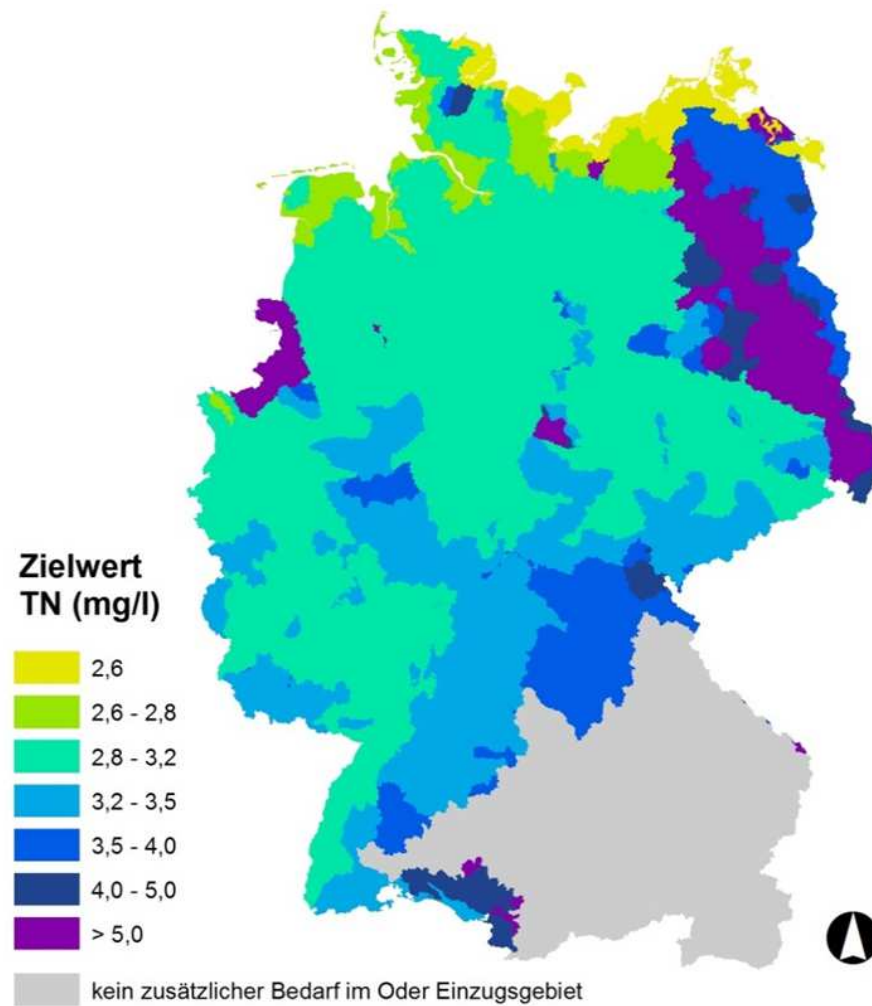 Zielwert
TN (mg/l)
2,6
2,6 - 2,8
2,8 - 3,2
3,2 - 3,5
3,5 - 4,0
4,0 - 5,0
> 5,0
kein zusätzlicher Bedarf im Oder Einzugsgebiet